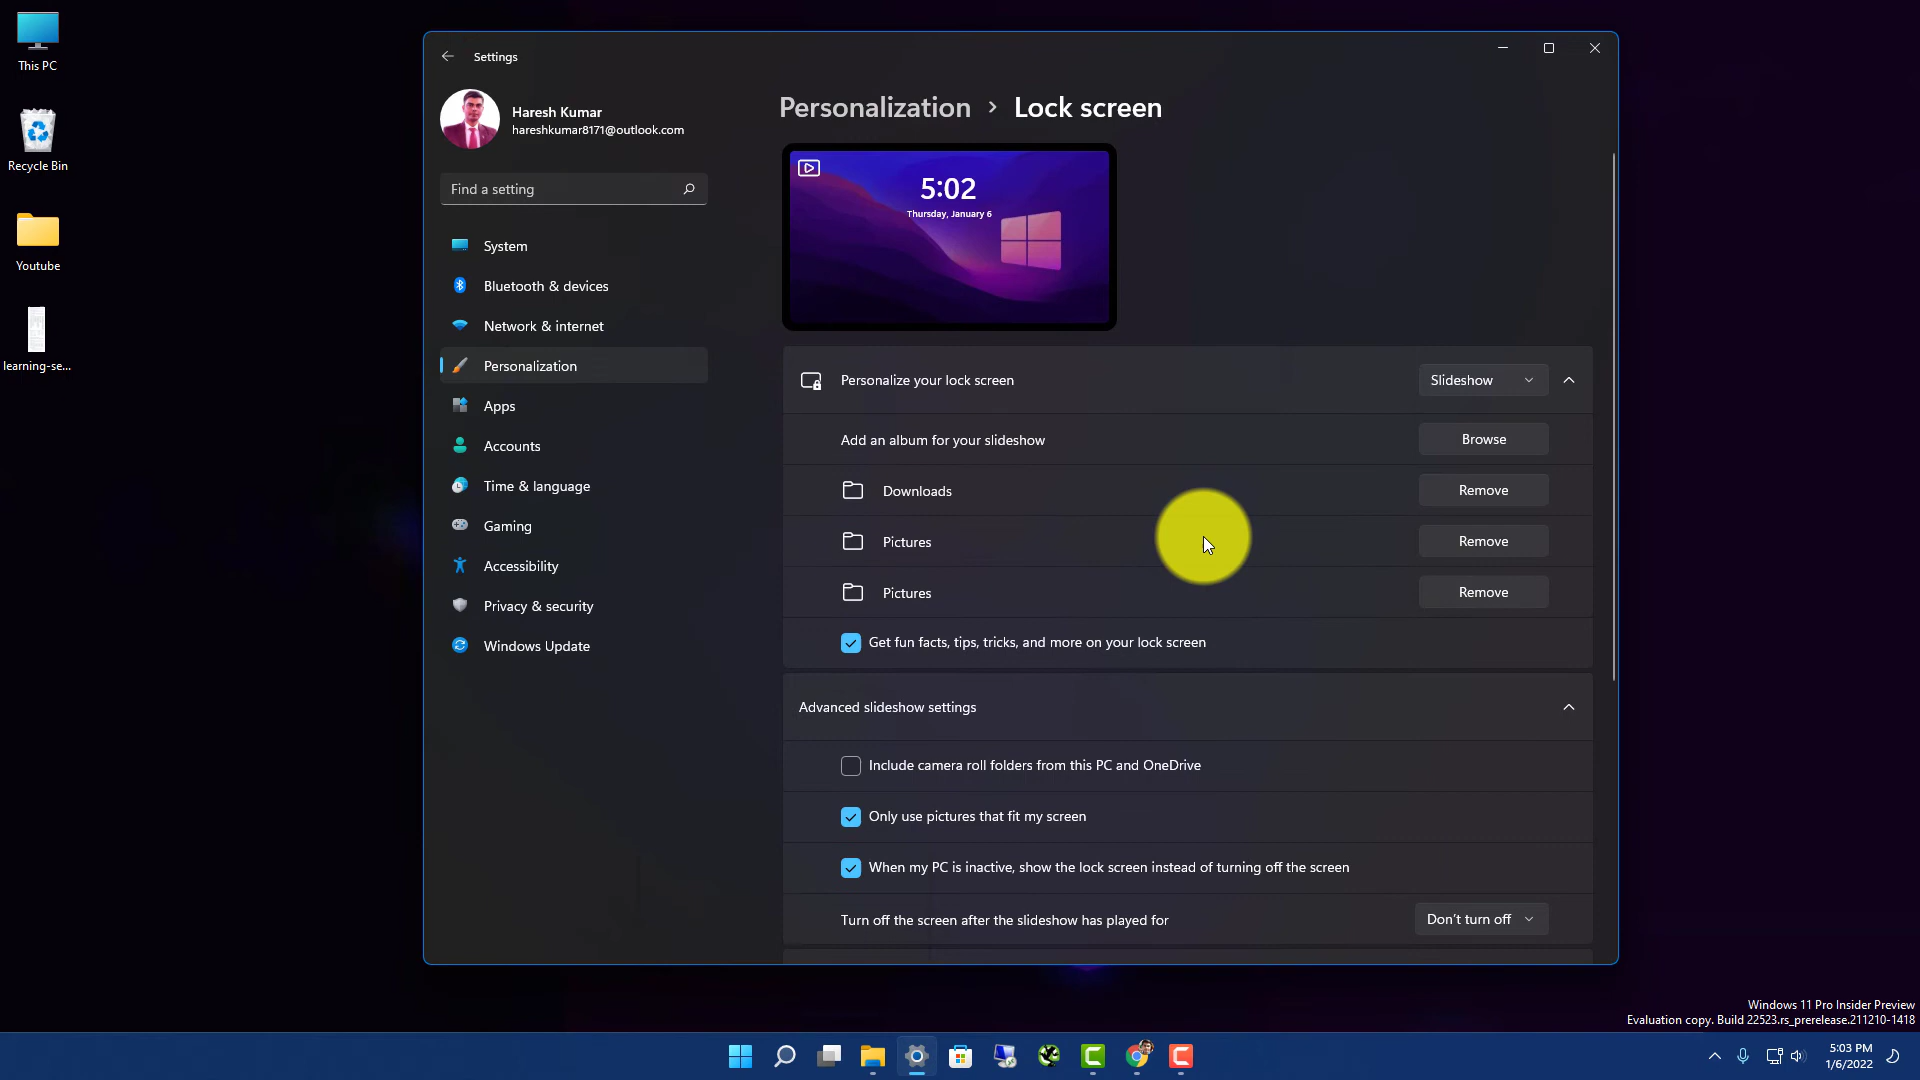 This PC
Recycle Bin
Youtube
learning-se...
Settings
Haresh Kumar
hareshkumar8171@outlook.com
Find a setting
System
Bluetooth & devices
Network & internet
Personalization
Apps
Accounts
Time & language
Gaming
Accessibility
Privacy & security
Windows Update
Personalization > Lock screen
5:02
Thursday, January 6
Personalize your lock screen
Slideshow
Add an album for your slideshow
Browse
Downloads
Remove
Pictures
Remove
Pictures
Remove
Get fun facts, tips, tricks, and more on your lock screen
Advanced slideshow settings
Include camera roll folders from this PC and OneDrive
Only use pictures that fit my screen
When my PC is inactive, show the lock screen instead of turning off the screen
Turn off the screen after the slideshow has played for
Don't turn off
Windows 11 Pro Insider Preview
Evaluation copy. Build 22523.rs_prerelease.211210-1418
5:03 PM
1/6/2022